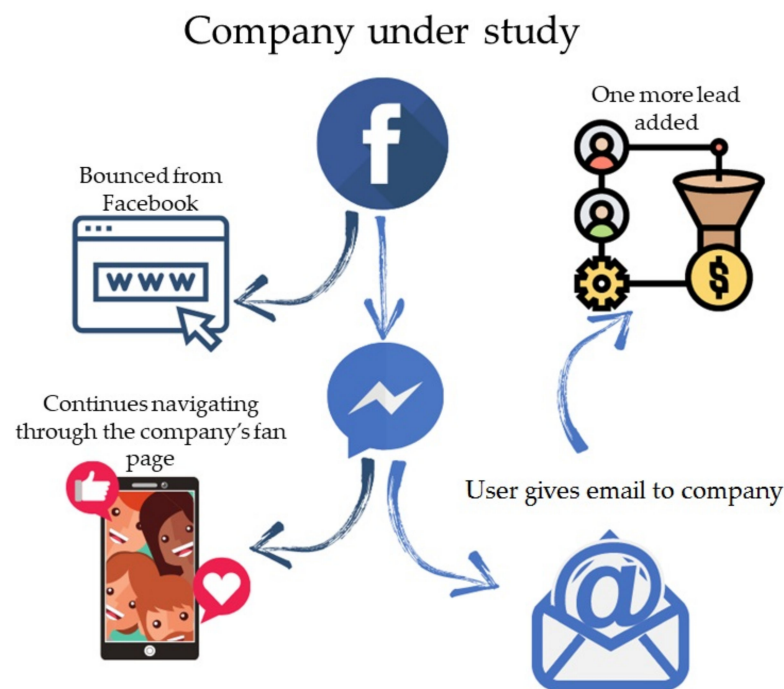 Company under study
f
One more lead
added
Bounced from
Facebook
www
$
Continues navigating
through the company's fan
page
User gives email to company
@